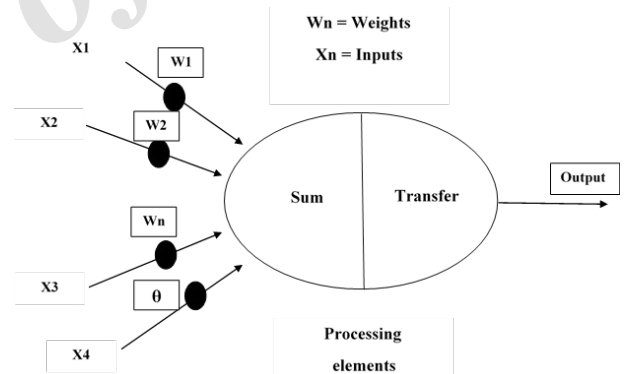 Wn = Weights
Xn = Inputs
X1
W1
X2
W2
Sum
Transfer
Output
Wn
X3
θ
X4
Processing
elements